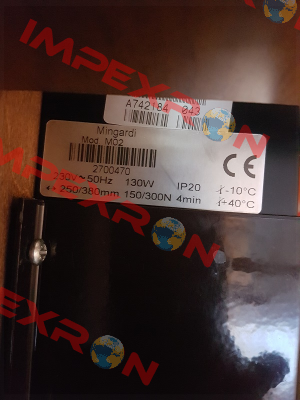 IMPEXRON
A742184 043
Mingardi
Mod. M02
2700470
230V~50Hz 130W IP20 -10°C
250/380mm 150/300N 4min +40°C
CE
IMPEXRON
IMPEXRON